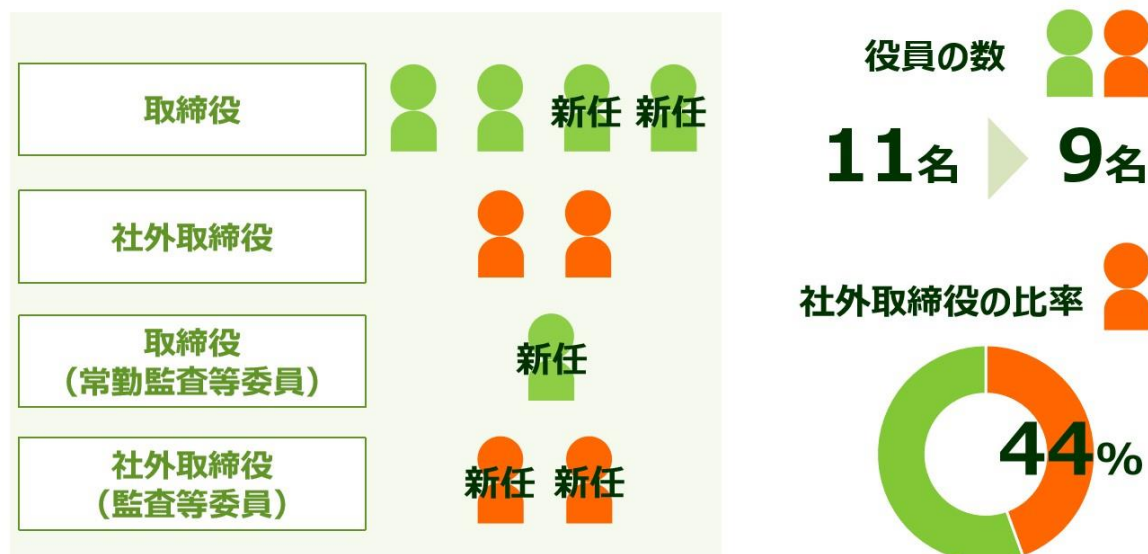 取締役
新任 新任
社外取締役
取締役
（常勤監査等委員）
新任
社外取締役
（監査等委員）
新任 新任
役員の数
11名 9名
社外取締役の比率
44%